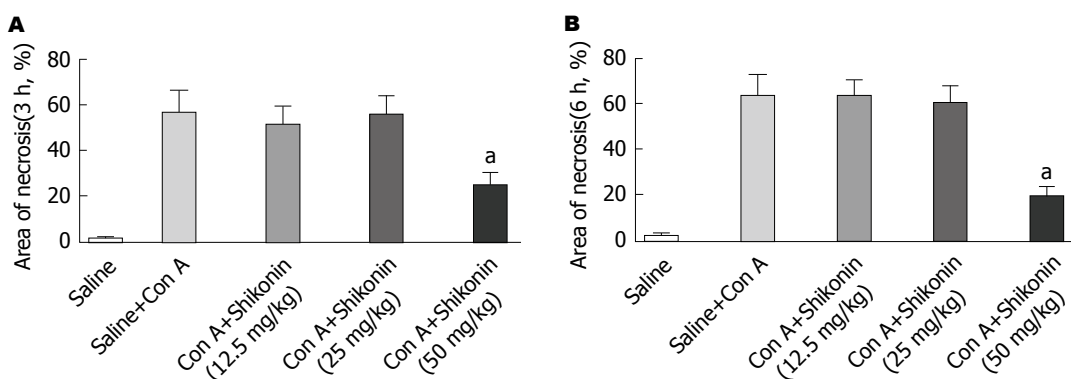 A
Area of necrosis(3 h, %)
80
60
40
20
0
a
Saline
Saline+Con A
Con A+Shikonin
(12.5 mg/kg)
Con A+Shikonin
(25 mg/kg)
Con A+Shikonin
(50 mg/kg)
B
Area of necrosis(6 h, %)
80
60
40
20
0
a
Saline
Saline+Con A
Con A+Shikonin
(12.5 mg/kg)
Con A+Shikonin
(25 mg/kg)
Con A+Shikonin
(50 mg/kg)